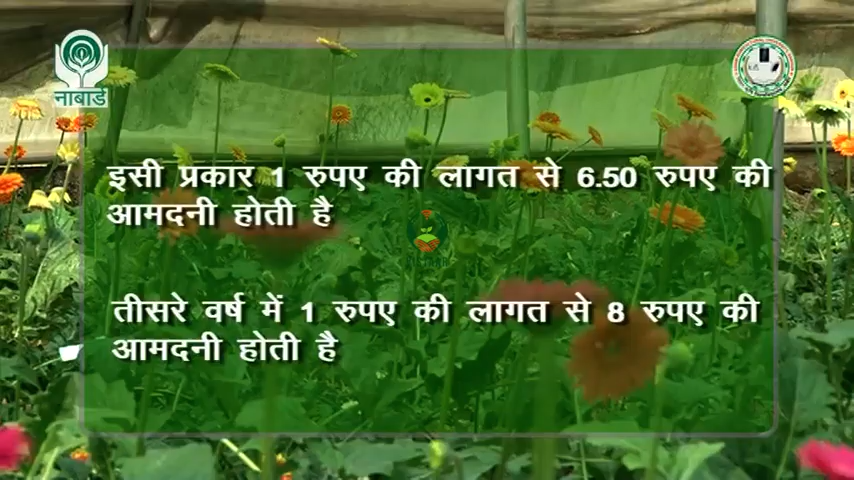 नाबार्ड
इसी प्रकार 1 रुपए की लागत से 6.50 रुपए की
आमदनी होती है
तीसरे वर्ष में 1 रुपए की लागत से 8 रुपए की
आमदनी होती है